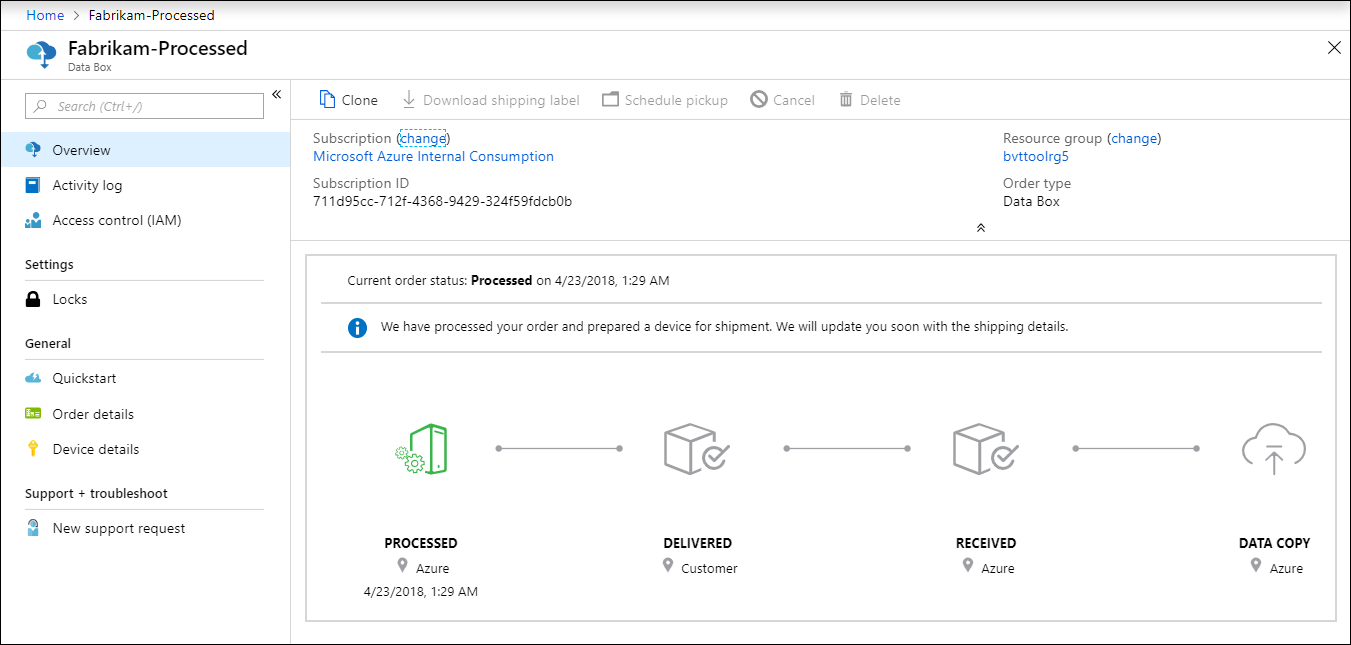 Home > Fabrikam-Processed
Fabrikam-Processed
Data Box
Search (Ctrl+/)
Overview
Activity log
Access control (IAM)
Settings
Locks
General
Quickstart
Order details
Device details
Support + troubleshoot
New support request
Clone Download shipping label Schedule pickup Cancel Delete
Subscription (change) Resource group (change)
Microsoft Azure Internal Consumption bvttoolrg5
Subscription ID Order type
711d95cc-712f-4368-9429-324f59fdcb0b Data Box
Current order status: Processed on 4/23/2018, 1:29 AM
We have processed your order and prepared a device for shipment. We will update you soon with the shipping details.
PROCESSED DELIVERED RECEIVED DATA COPY
Azure Customer Azure Azure
4/23/2018, 1:29 AM